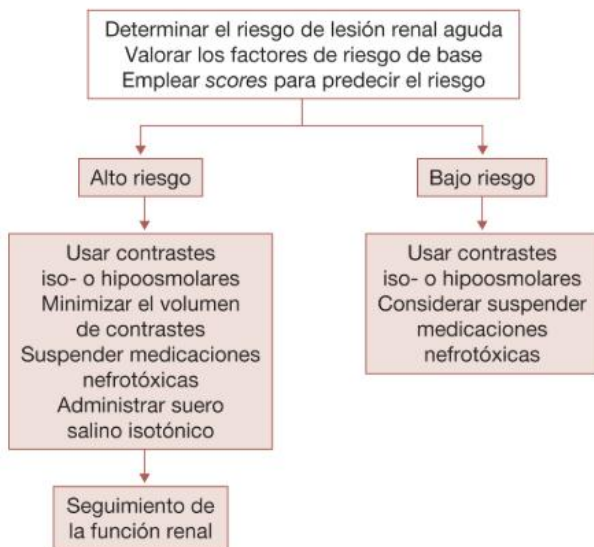 Determinar el riesgo de lesión renal aguda
Valorar los factores de riesgo de base
Emplear scores para predecir el riesgo
Alto riesgo
Bajo riesgo
Usar contrastes
iso- o hipoosmolares
Minimizar el volumen
de contrastes
Suspender medicaciones
nefrotóxicas
Administrar suero
salino isotónico
Usar contrastes
iso- o hipoosmolares
Considerar suspender
medicaciones
nefrotóxicas
Seguimiento de
la función renal